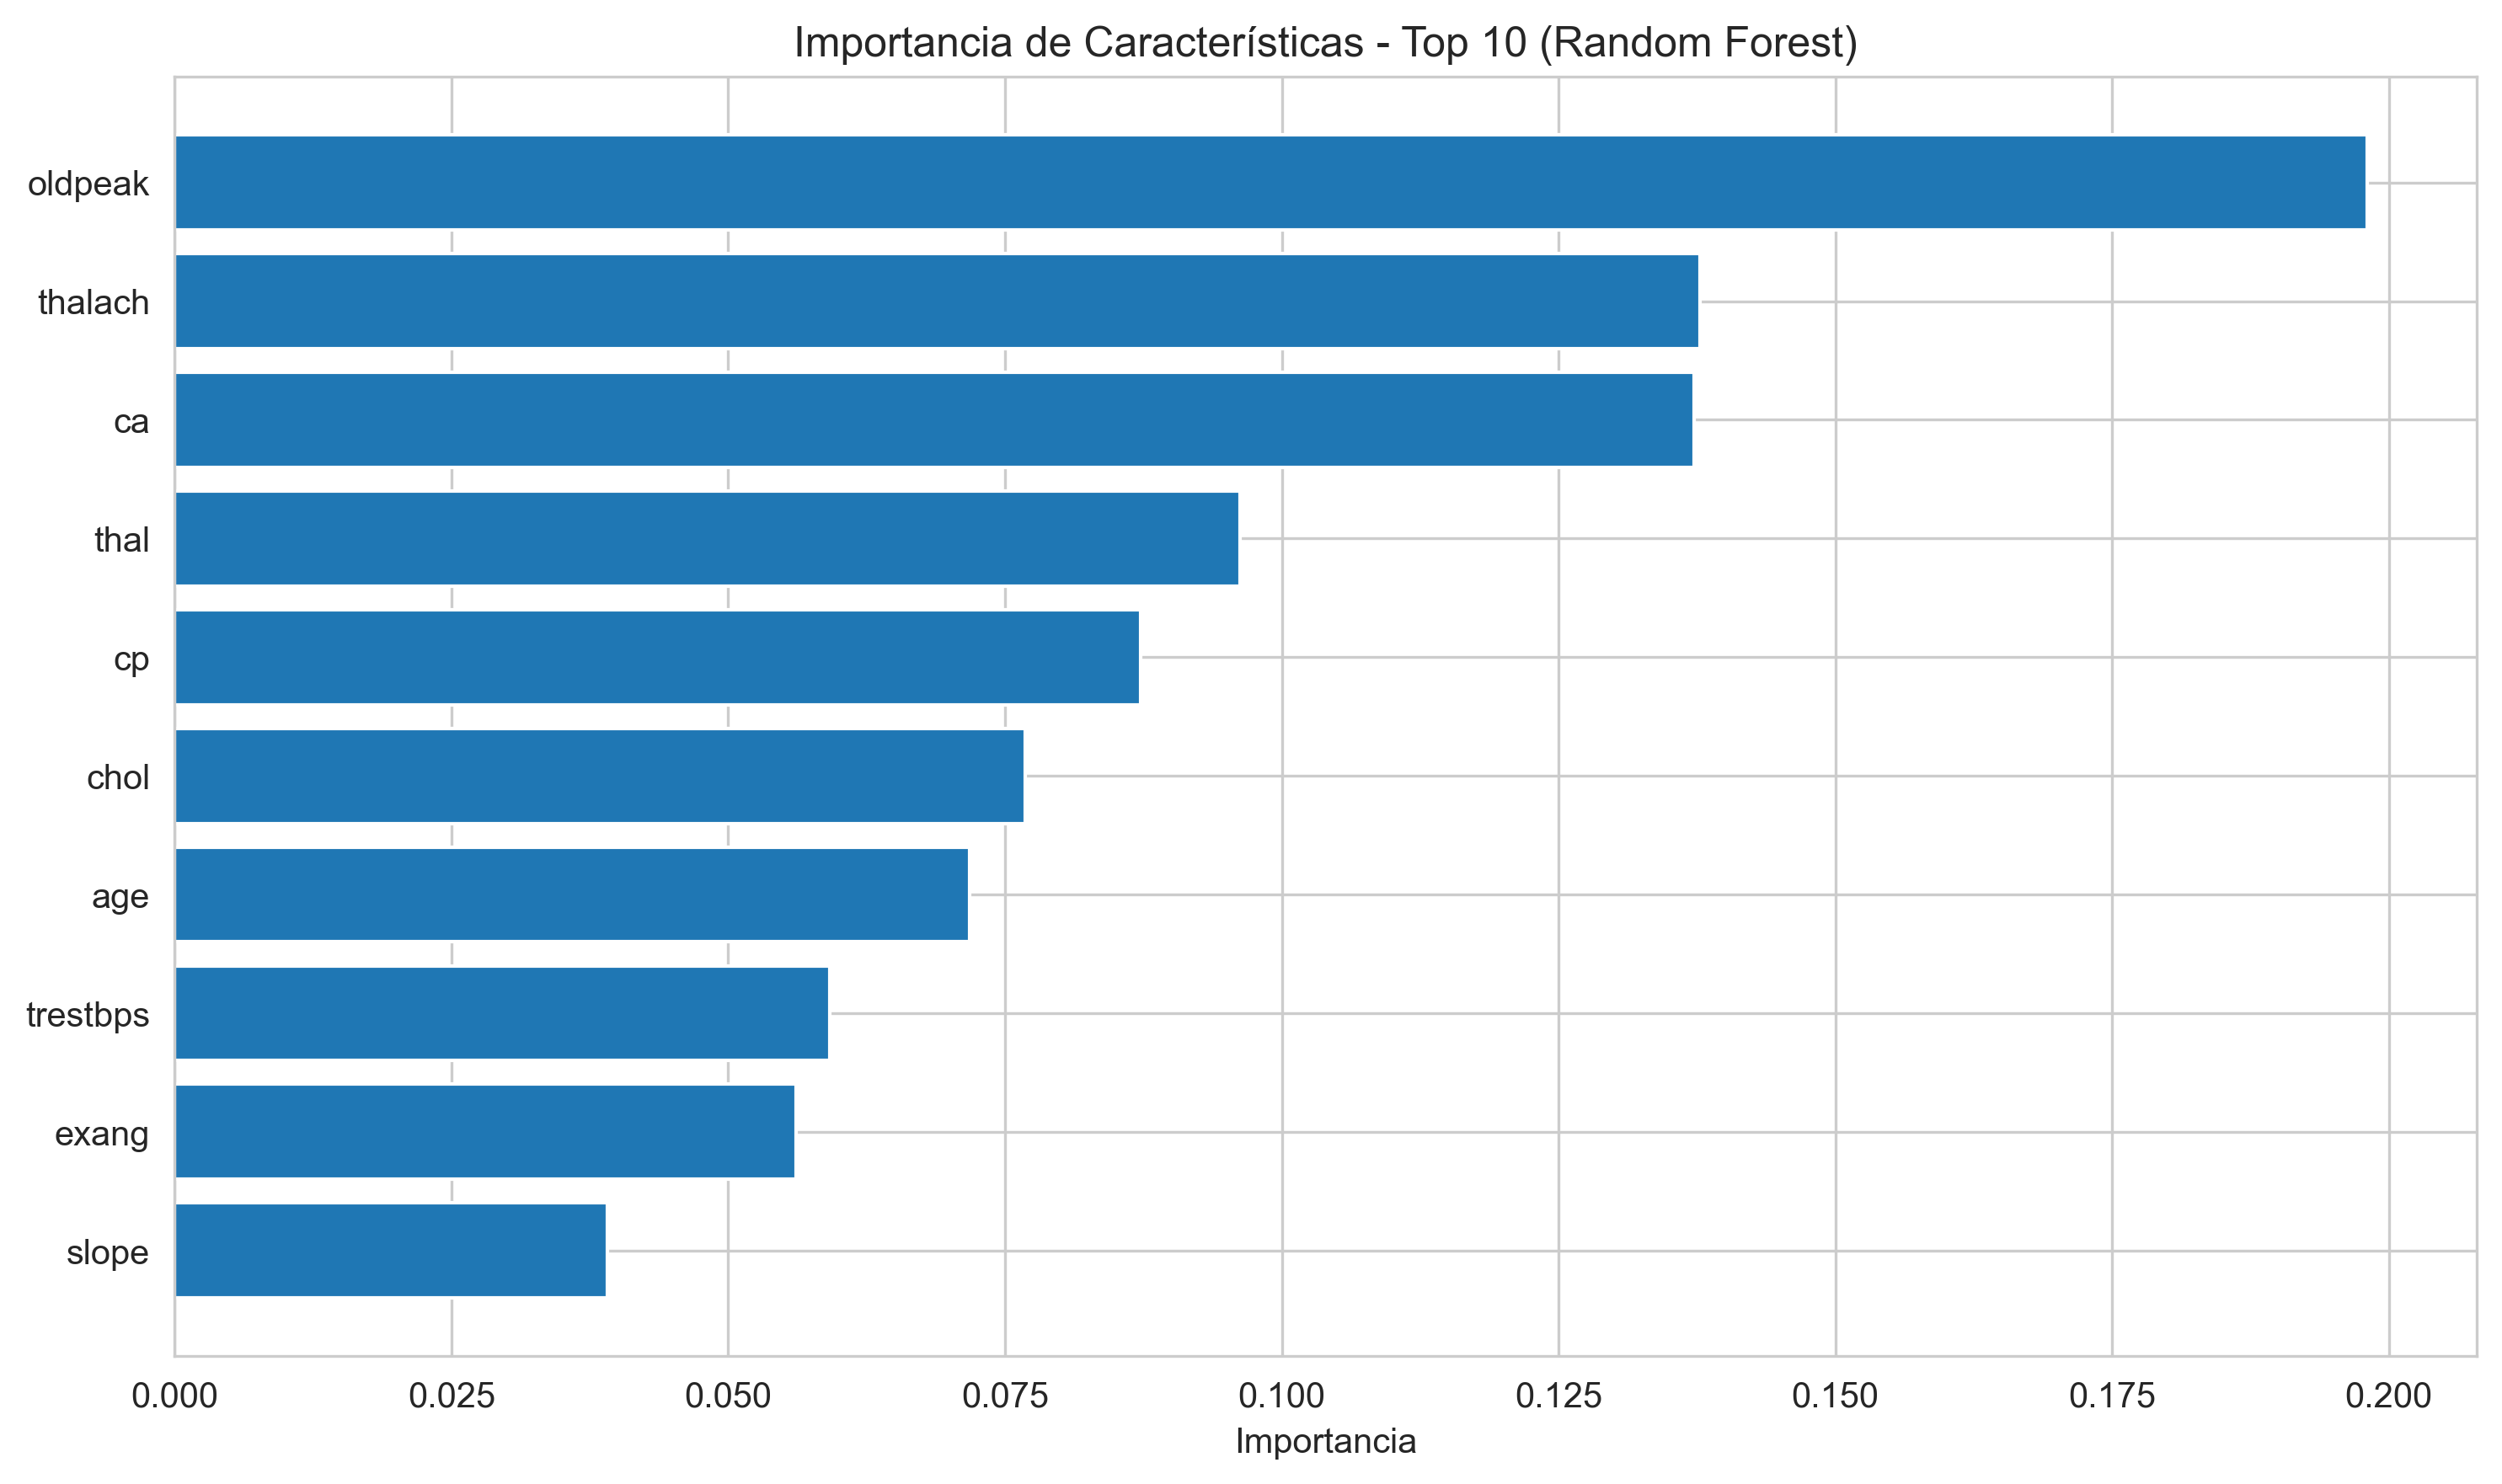 Importancia de Características - Top 10 (Random Forest)
oldpeak
thalach
ca
thal
cp
chol
age
trestbps
exang
slope
0.000 0.025 0.050 0.075 0.100 0.125 0.150 0.175 0.200
Importancia